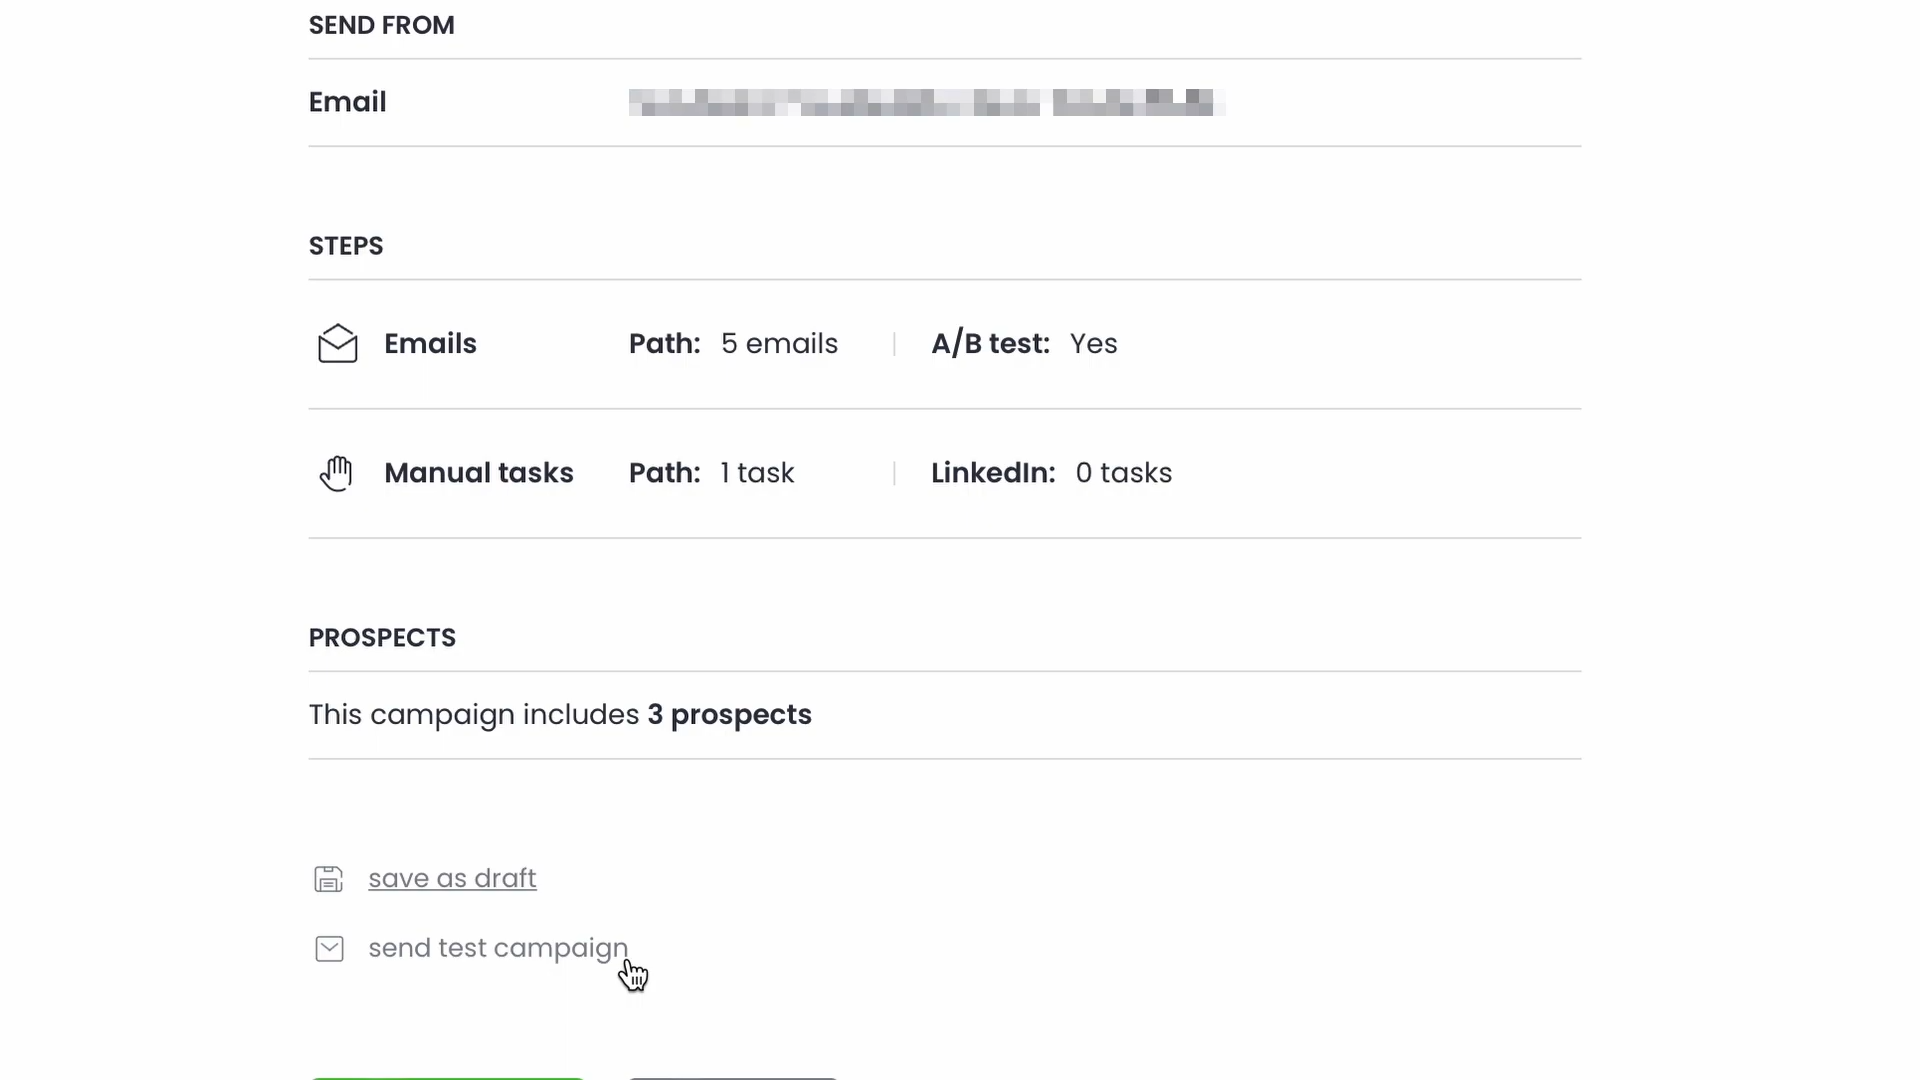 SEND FROM
Email
STEPS
Emails Path: 5 emails A/B test: Yes
Manual tasks Path: 1 task LinkedIn: 0 tasks
PROSPECTS
This campaign includes 3 prospects
save as draft
send test campaign